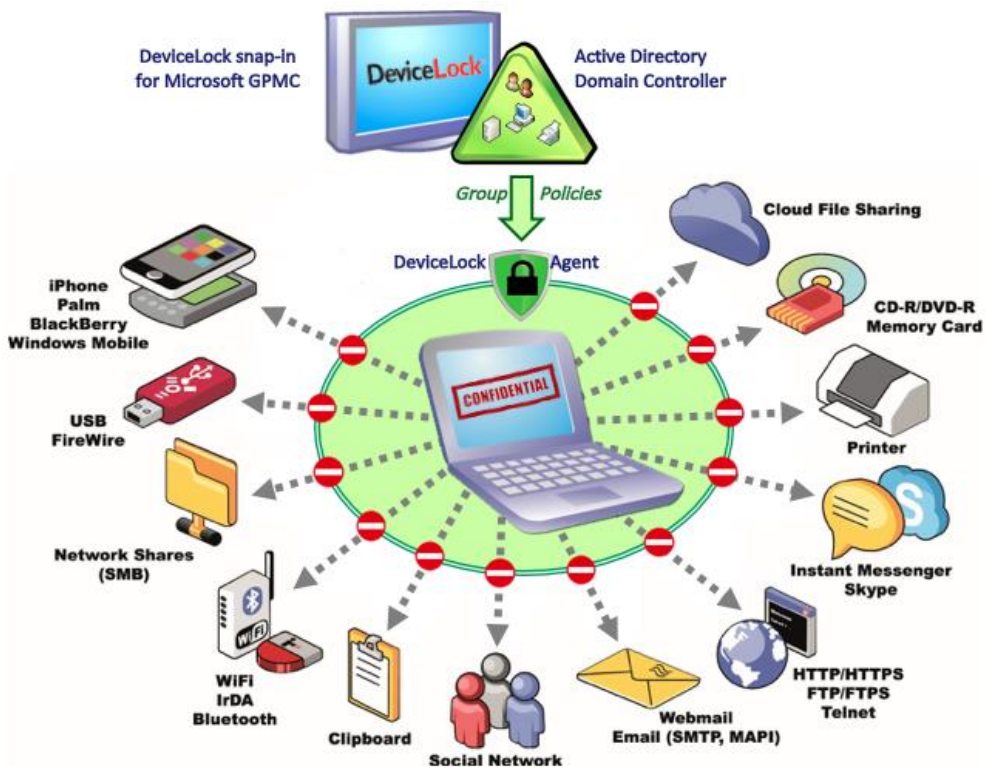 DeviceLock snap-in
for Microsoft GPMC
DeviceLock
Active Directory
Domain Controller
Group Policies
DeviceLock Agent
Cloud File Sharing
iPhone
Palm
BlackBerry
Windows Mobile
CD-R/DVD-R
Memory Card
CONFIDENTIAL
USB
FireWire
Printer
Network Shares
(SMB)
S
Instant Messenger
Skype
WiFi
WiFi
IrDA
Bluetooth
Clipboard
Social Network
Webmail
Email (SMTP, MAPI)
HTTP/HTTPS
FTP/FTPS
Telnet